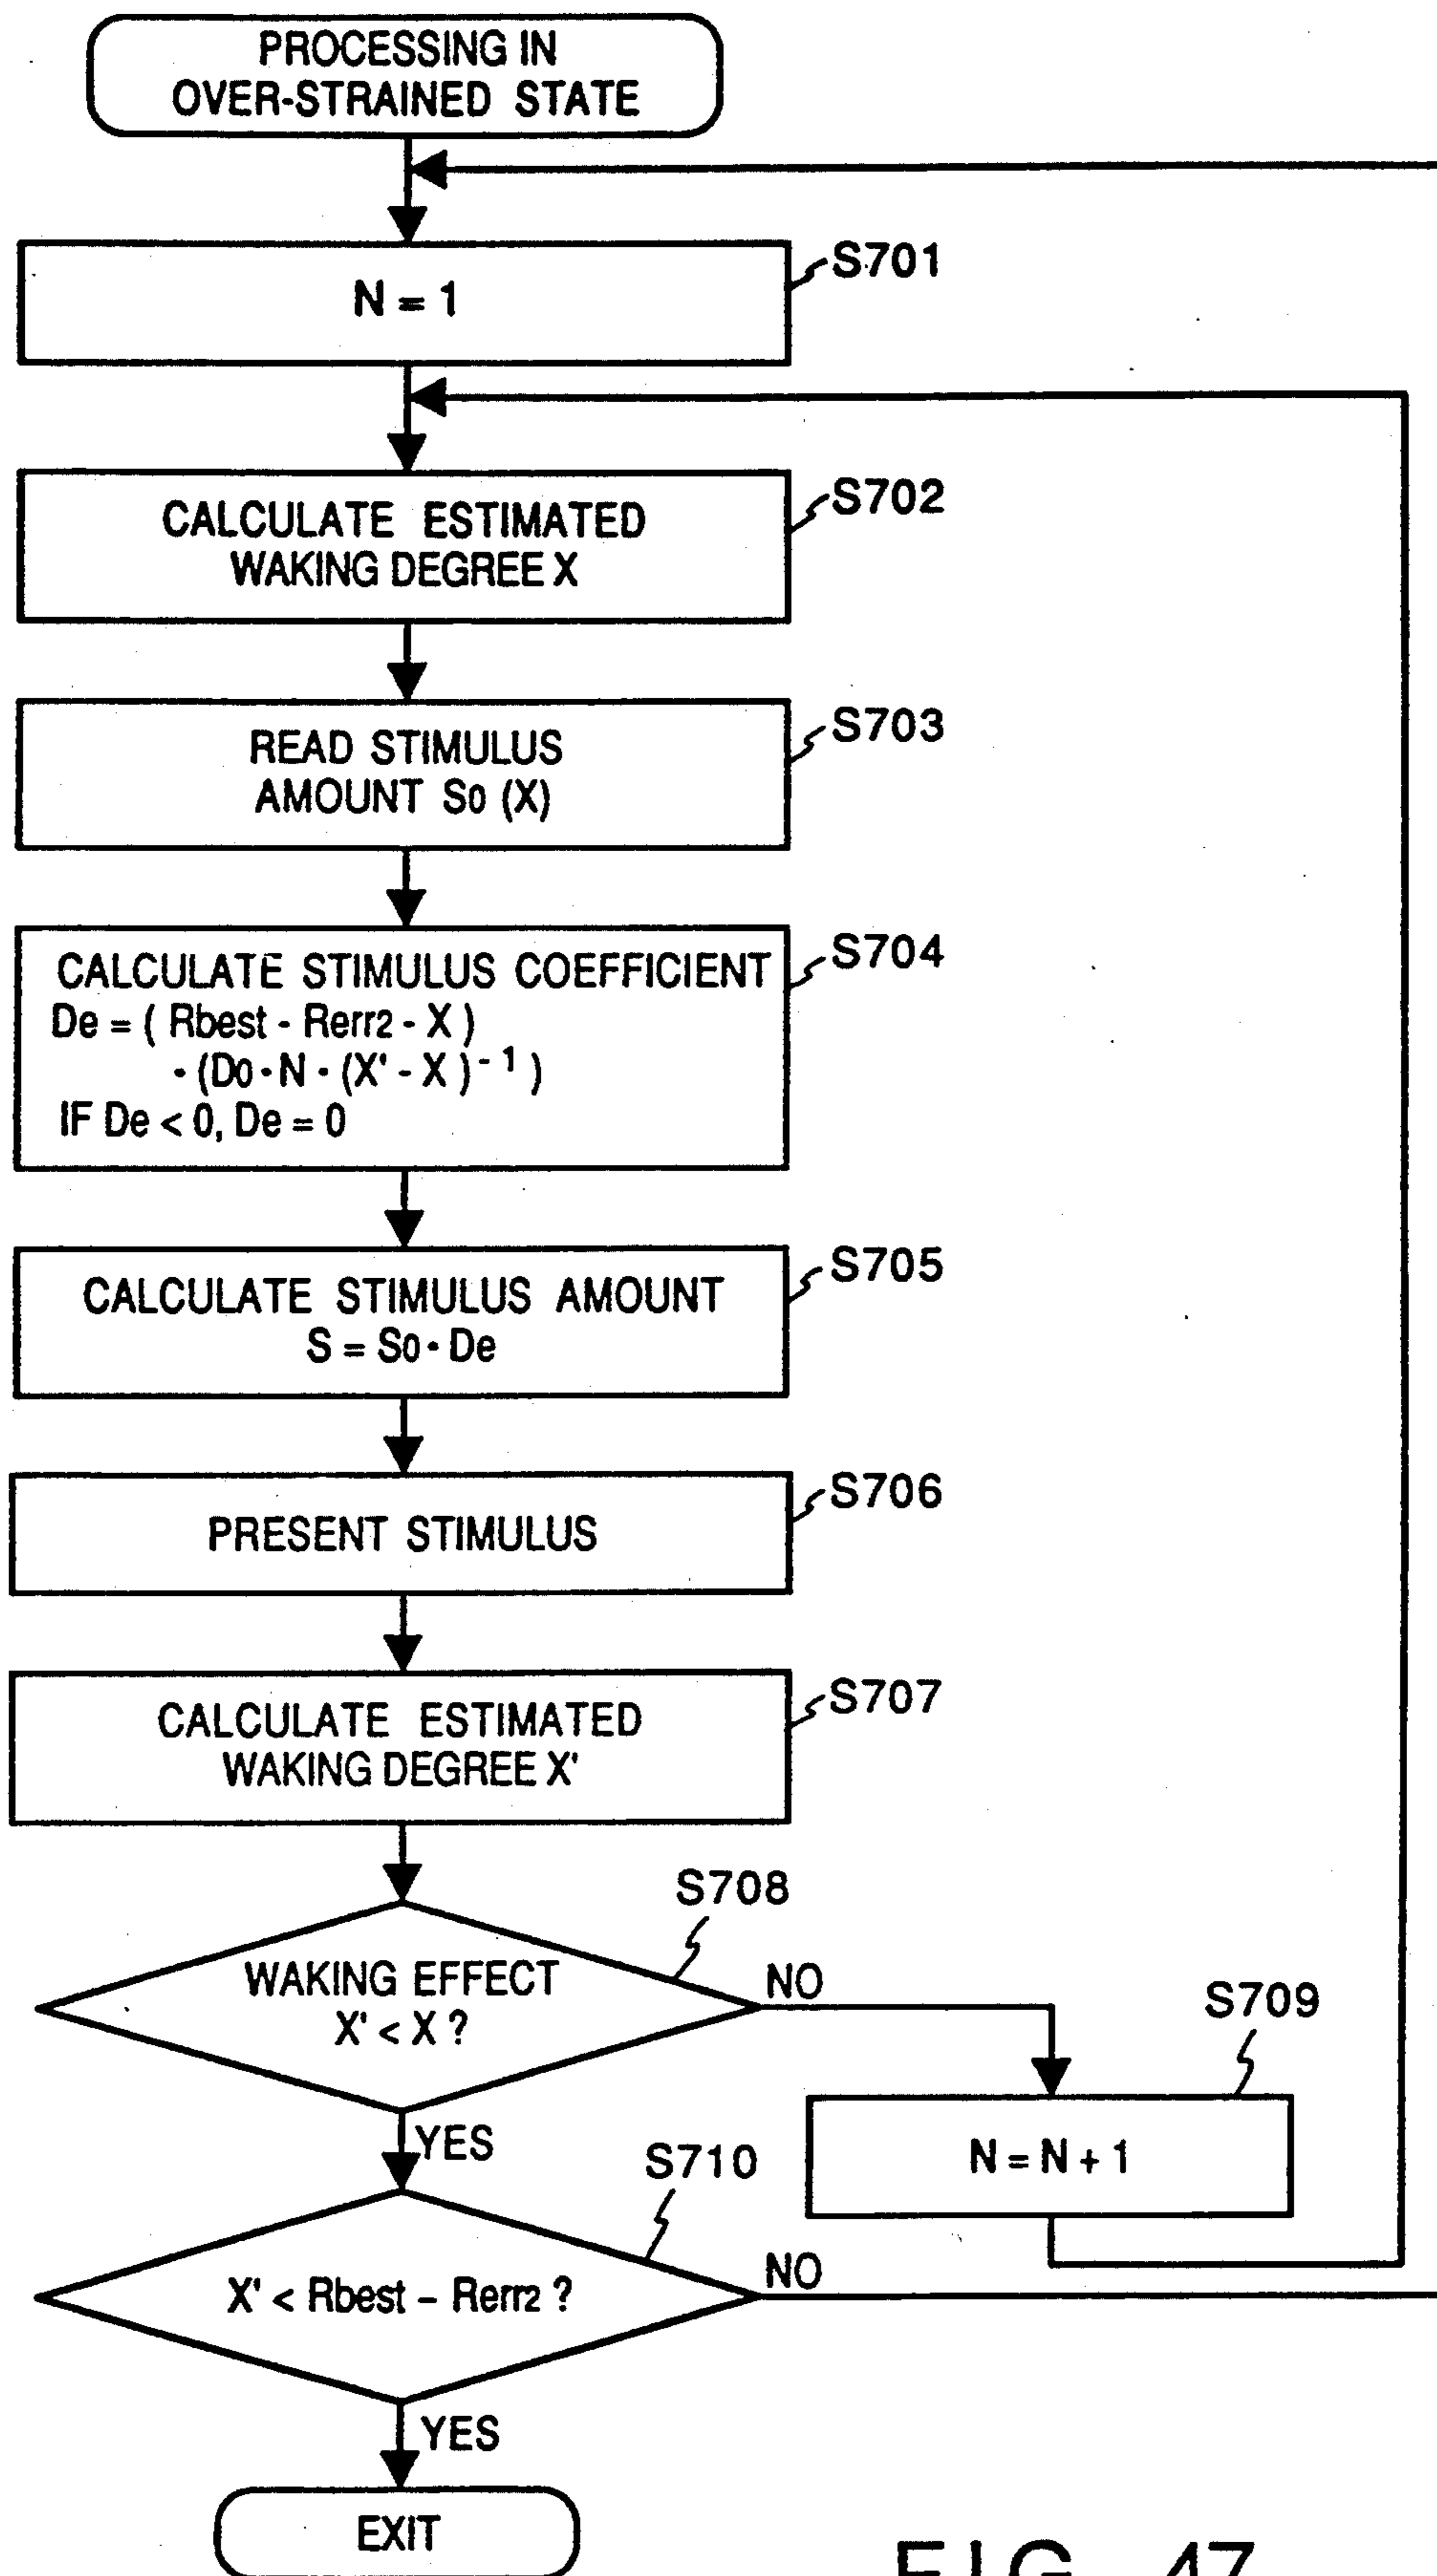 PROCESSING IN
OVER-STRAINED STATE
S701
N = 1
S702
CALCULATE ESTIMATED
WAKING DEGREE X
S703
READ STIMULUS
AMOUNT S0 (X)
S704
CALCULATE STIMULUS COEFFICIENT
De = ( Rbest - Rerr2 - X )
· (D0 · N · (X' - X )⁻¹ )
IF De < 0, De = 0
S705
CALCULATE STIMULUS AMOUNT
S = S0 · De
S706
PRESENT STIMULUS
S707
CALCULATE ESTIMATED
WAKING DEGREE X'
S708
WAKING EFFECT
X' < X ?
NO
S709
N = N + 1
YES
S710
X' < Rbest – Rerr2 ?
NO
YES
EXIT
FIG. 47